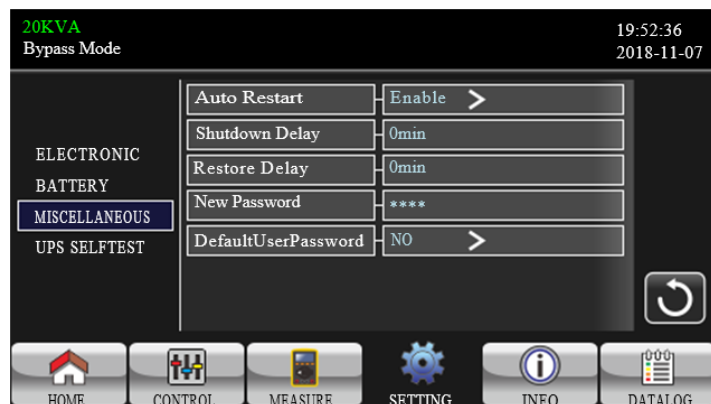 20KVA
Bypass Mode
19:52:36
2018-11-07
ELECTRONIC
BATTERY
MISCELLANEOUS
UPS SELFTEST
Auto Restart Enable >
Shutdown Delay 0min
Restore Delay 0min
New Password ****
DefaultUserPassword NO >
HOME CONTROL MEASURE SETTING INFO DATALOG